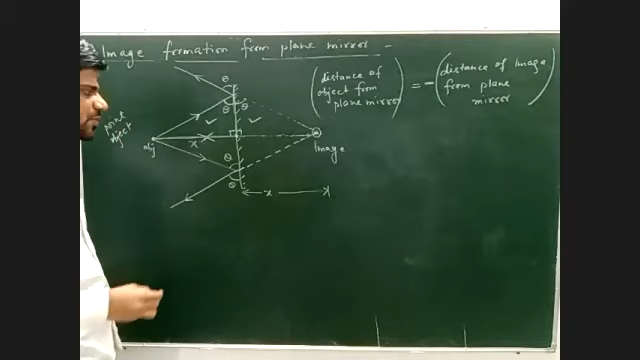 Image formation from plane mirror -
(distance of
object from
plane mirror) = - (distance of Image
from plane
mirror)
point
object
obj
x
θ
θ θ
θ
θ
Image
x